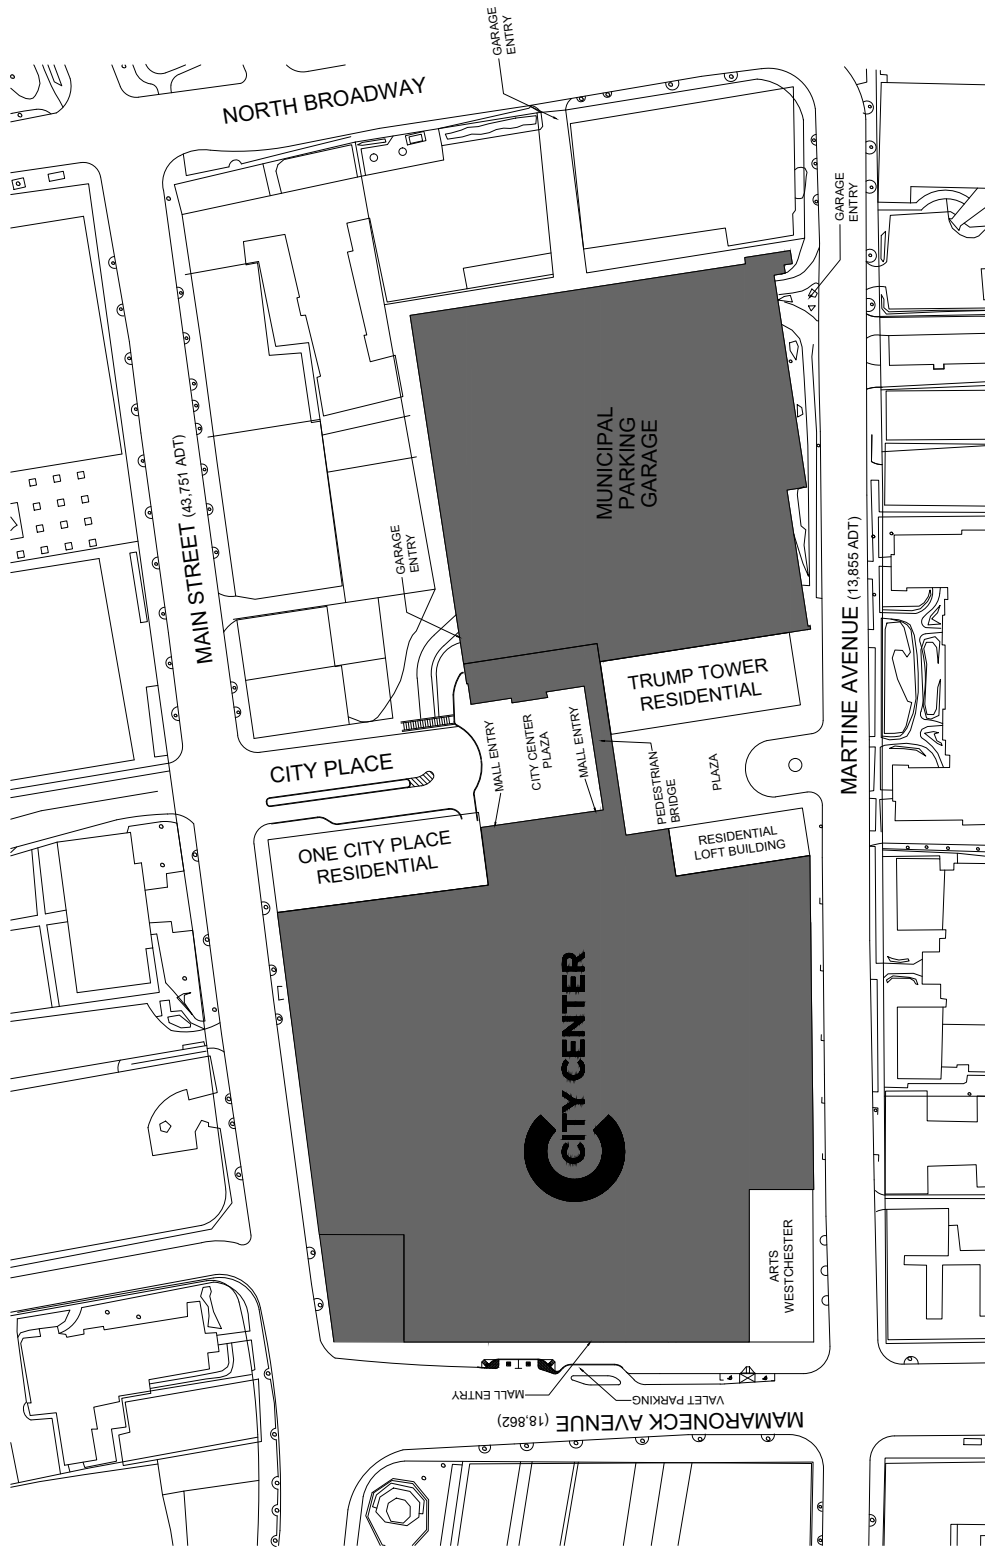 GARAGE
ENTRY
NORTH BROADWAY
GARAGE
ENTRY
MUNICIPAL
PARKING
GARAGE
MAIN STREET (43,751 ADT)
GARAGE
ENTRY
MARTINE AVENUE (13,855 ADT)
TRUMP TOWER
RESIDENTIAL
CITY PLACE
MALL ENTRY
CITY CENTER
PLAZA
MALL ENTRY
PEDESTRIAN
BRIDGE
PLAZA
ONE CITY PLACE
RESIDENTIAL
RESIDENTIAL
LOFT BUILDING
CITY CENTER
ARTS
WESTCHESTER
MALL ENTRY
VALET PARKING
MAMARONECK AVENUE (18,862)